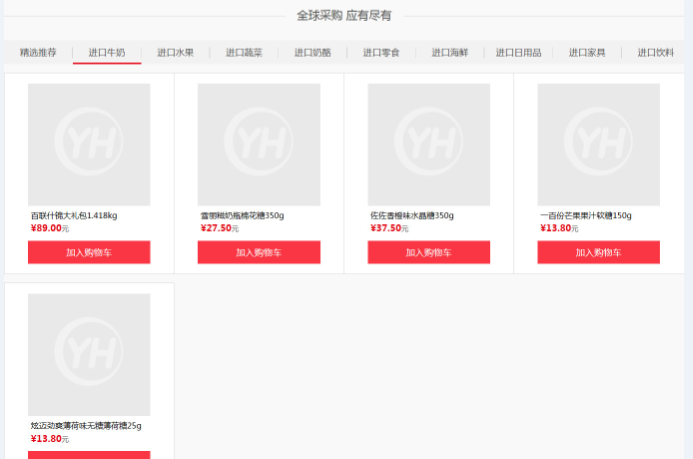 全球采购 应有尽有
精选推荐 进口牛奶 进口水果 进口蔬菜 进口奶酪 进口零食 进口海鲜 进口日用品 进口家具 进口饮料
YH YH YH YH
百联什锦大礼包1.418kg 雪丽糍奶瓶棉花糖350g 佐佐香橙味水晶糖350g 一百份芒果果汁软糖150g
¥89.00元 ¥27.50元 ¥37.50元 ¥13.80元
加入购物车 加入购物车 加入购物车 加入购物车
YH
炫迈劲爽薄荷味无糖薄荷糖25g
¥13.80元